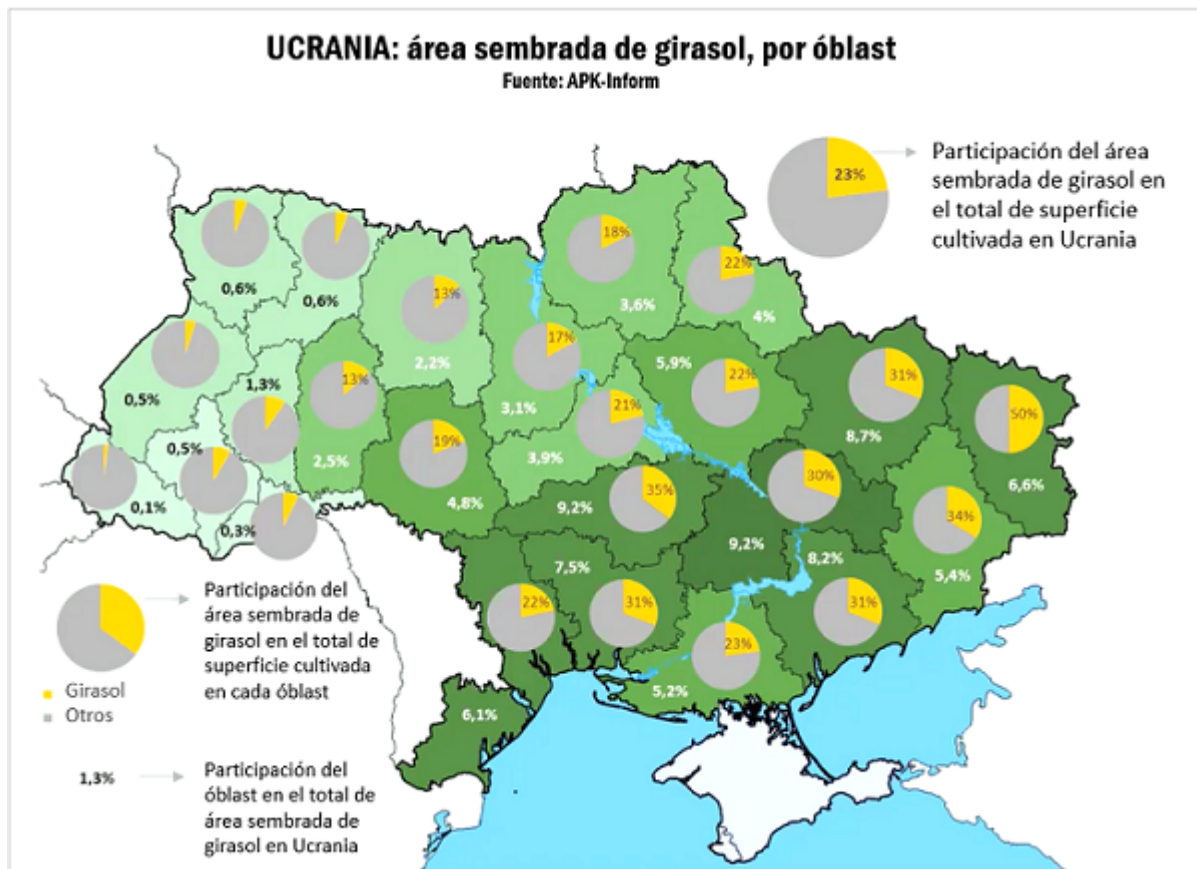 UCRANIA: área sembrada de girasol, por óblast
Fuente: APK-Inform
23%
Participación del área
sembrada de girasol en
el total de superficie
cultivada en Ucrania
18%
22%
0,6%
0,6%
13%
3,6%
4%
17%
5,9%
2,2%
1,3%
13%
22%
31%
0,5%
3,1%
21%
50%
8,7%
0,5%
2,5%
19%
3,9%
6,6%
0,1%
4,8%
9,2%
35%
30%
34%
0,3%
9,2%
8,2%
5,4%
7,5%
22%
31%
31%
23%
5,2%
6,1%
Participación del
área sembrada de
girasol en el total de
superficie cultivada
en cada óblast
Girasol
Otros
1,3%
Participación del
óblast en el total de
área sembrada de
girasol en Ucrania